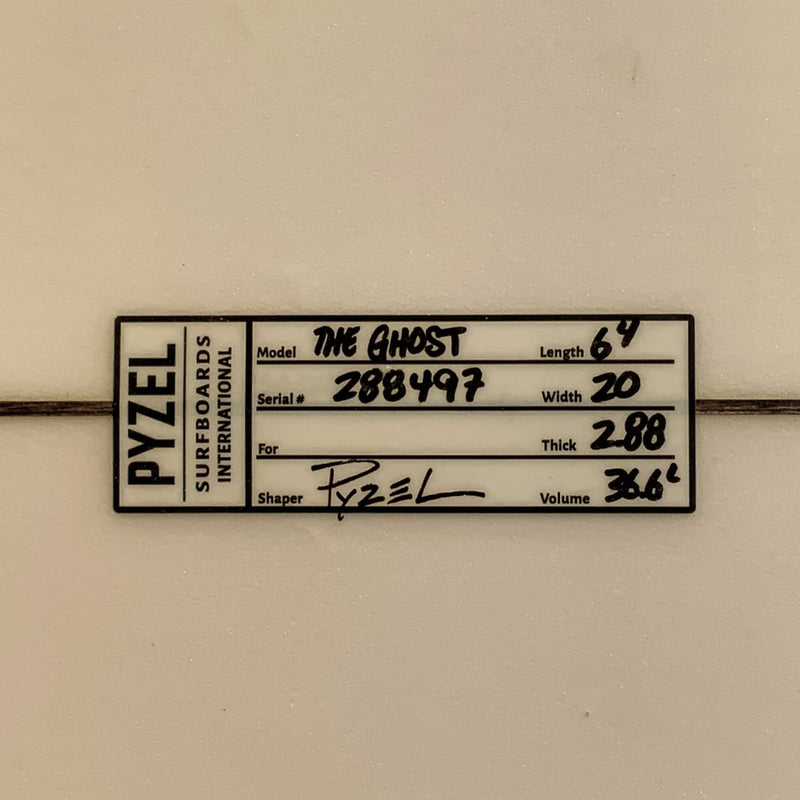 PYZEL
SURFBOARDS
INTERNATIONAL
Model THE GHOST Length 6 4
Serial # 288497 Width 20
For Thick 2.88
Shaper PYZEL Volume 36.6 L